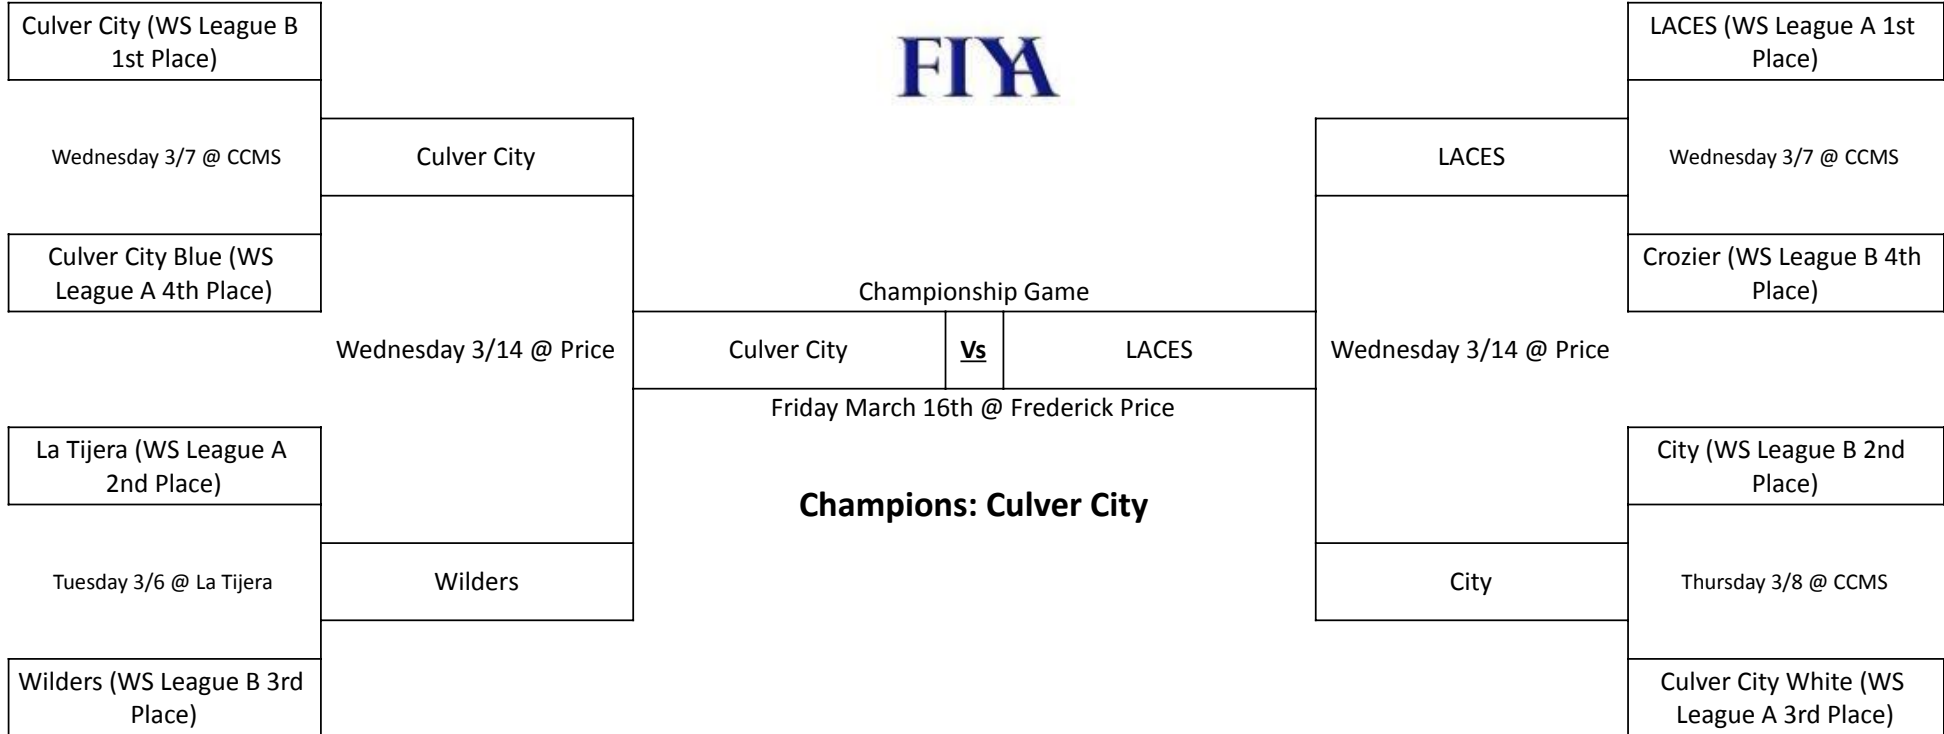 Culver City (WS League B
1st Place)
Wednesday 3/7 @ CCMS
Culver City Blue (WS
League A 4th Place)
La Tijera (WS League A
2nd Place)
Tuesday 3/6 @ La Tijera
Wilders (WS League B 3rd
Place)
Culver City
Wednesday 3/14 @ Price
Wilders
FIYA
Championship Game
Culver City
Vs
LACES
Friday March 16th @ Frederick Price
Champions: Culver City
LACES
Wednesday 3/14 @ Price
City
LACES (WS League A 1st
Place)
Wednesday 3/7 @ CCMS
Crozier (WS League B 4th
Place)
City (WS League B 2nd
Place)
Thursday 3/8 @ CCMS
Culver City White (WS
League A 3rd Place)